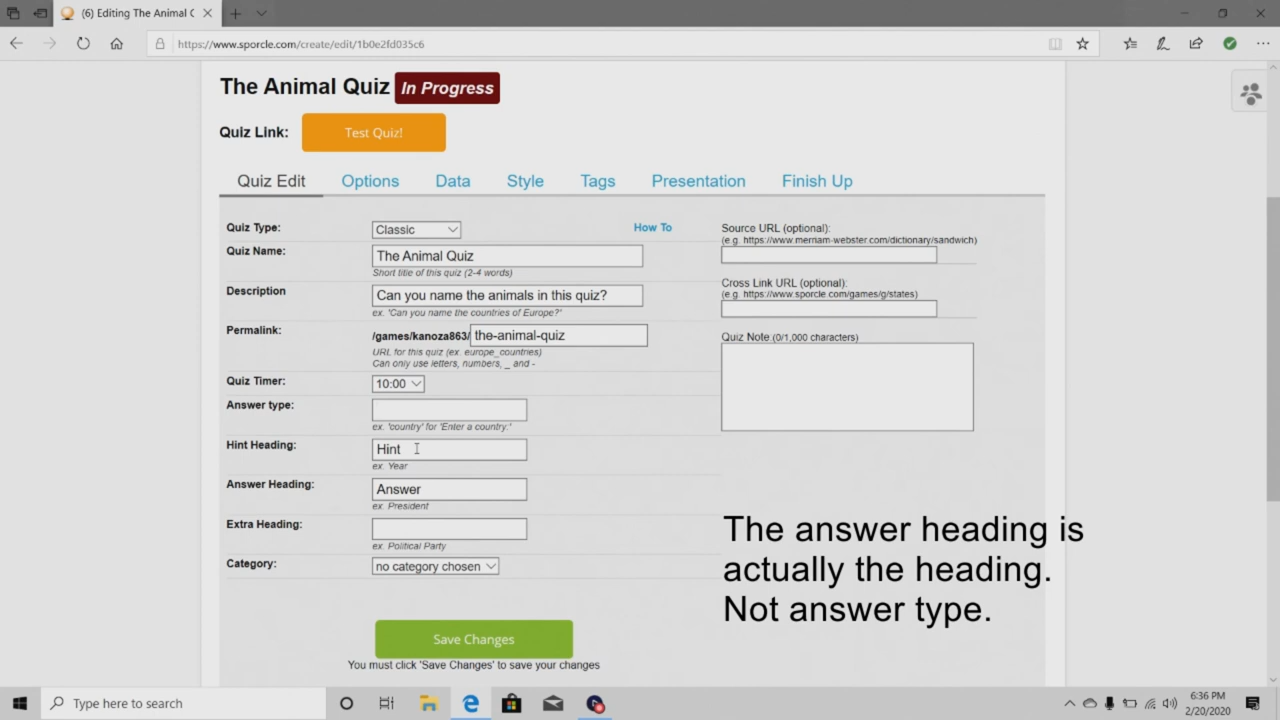 (6) Editing The Animal C
https://www.sporcle.com/create/edit/1b0e2fd035c6
The Animal Quiz In Progress
Quiz Link: Test Quiz!
Quiz Edit Options Data Style Tags Presentation Finish Up
Quiz Type: Classic How To
Quiz Name: The Animal Quiz
Short title of this quiz (2-4 words)
Description Can you name the animals in this quiz?
ex. 'Can you name the countries of Europe?'
Permalink: /games/kanoza863/ the-animal-quiz
URL for this quiz (ex. europe_countries)
Can only use letters, numbers, _ and -
Quiz Timer: 10:00
Answer type:
ex. 'country' for 'Enter a country:'
Hint Heading: Hint
ex. Year
Answer Heading: Answer
ex. President
Extra Heading:
ex. Political Party
Category: no category chosen
Save Changes
You must click 'Save Changes' to save your changes
Source URL (optional):
(e.g. https://www.merriam-webster.com/dictionary/sandwich)
Cross Link URL (optional):
(e.g. https://www.sporcle.com/games/g/states)
Quiz Note:(0/1,000 characters)
The answer heading is
actually the heading.
Not answer type.
Type here to search
6:36 PM
2/20/2020